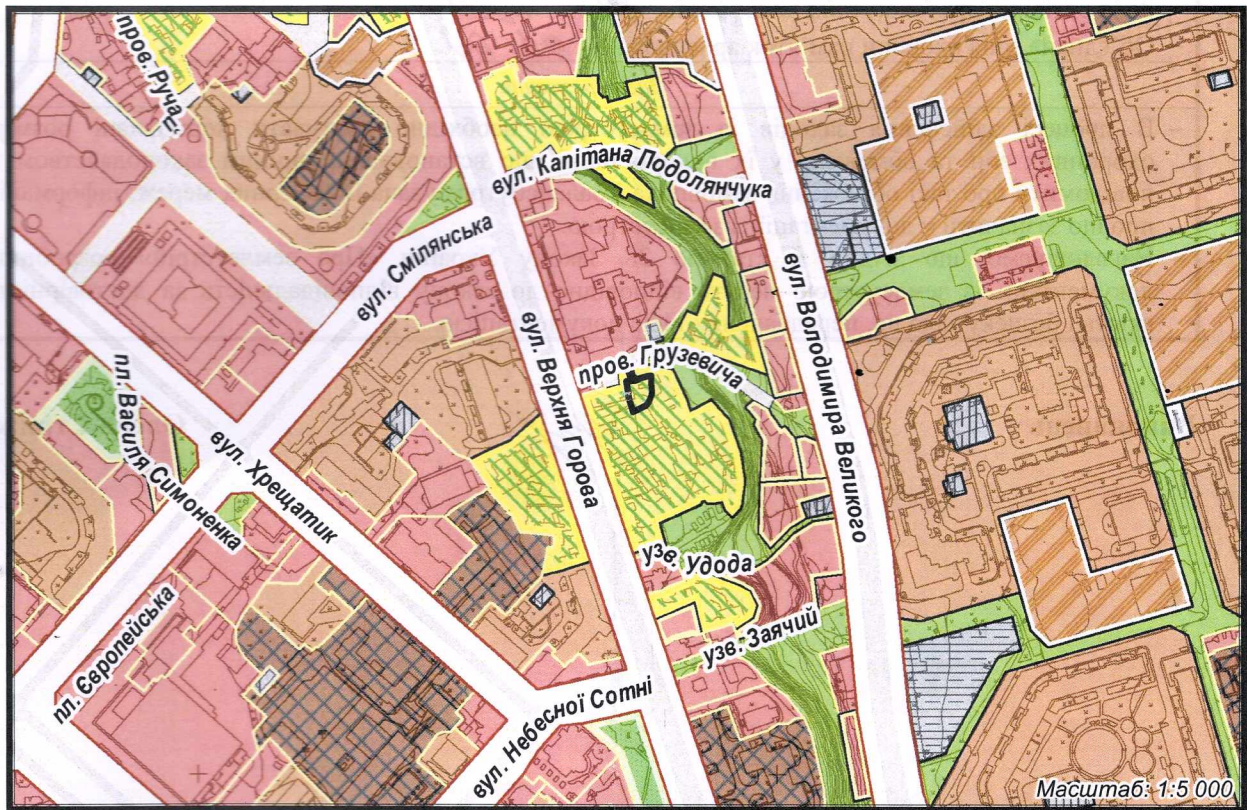 пров. Руча
вул. Капітана Подолянчука
вул. Смілянська
вул. Верхня Горова
вул. Володимира Великого
пров. Грузевича
пл. Василя Симоненка
вул. Хрещатик
узв. Удода
узв. Заячий
пл. Європейська
вул. Небесної Сотні
Масштаб: 1:5 000